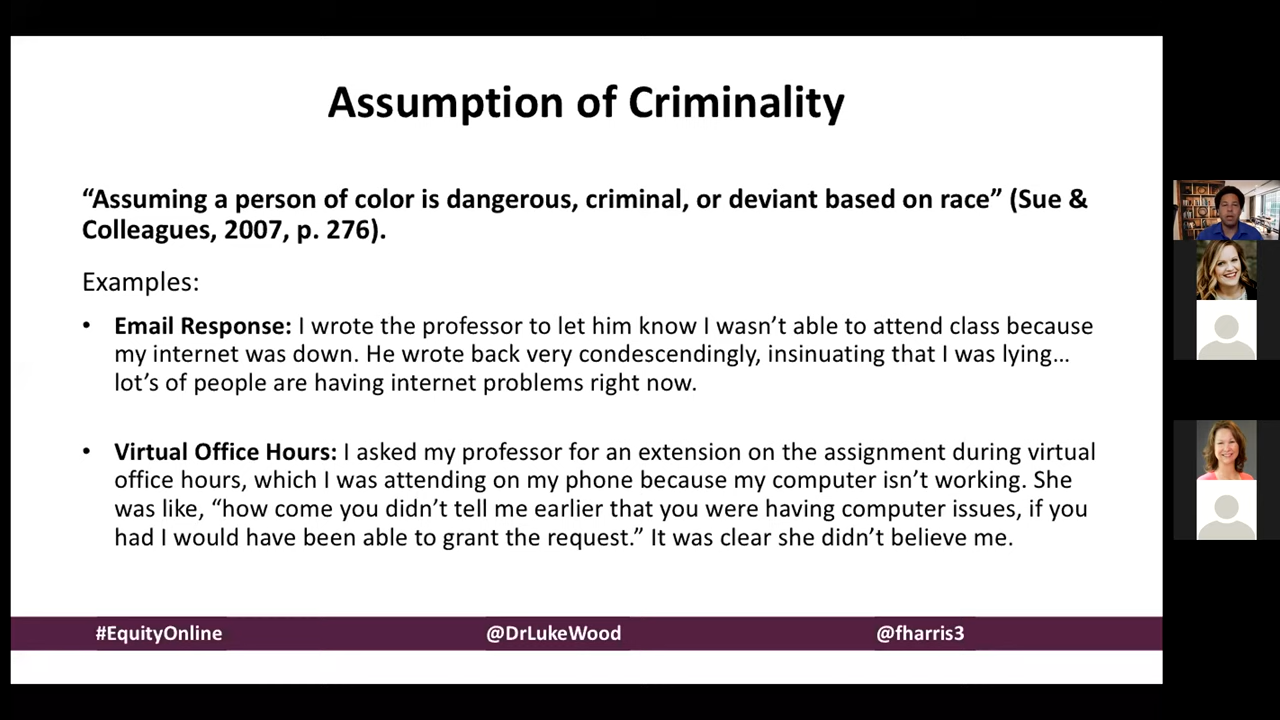 Assumption of Criminality
“Assuming a person of color is dangerous, criminal, or deviant based on race” (Sue &
Colleagues, 2007, p. 276).
Examples:
• Email Response: I wrote the professor to let him know I wasn’t able to attend class because
my internet was down. He wrote back very condescendingly, insinuating that I was lying…
lot’s of people are having internet problems right now.
• Virtual Office Hours: I asked my professor for an extension on the assignment during virtual
office hours, which I was attending on my phone because my computer isn’t working. She
was like, “how come you didn’t tell me earlier that you were having computer issues, if you
had I would have been able to grant the request.” It was clear she didn’t believe me.
#EquityOnline @DrLukeWood @fharris3